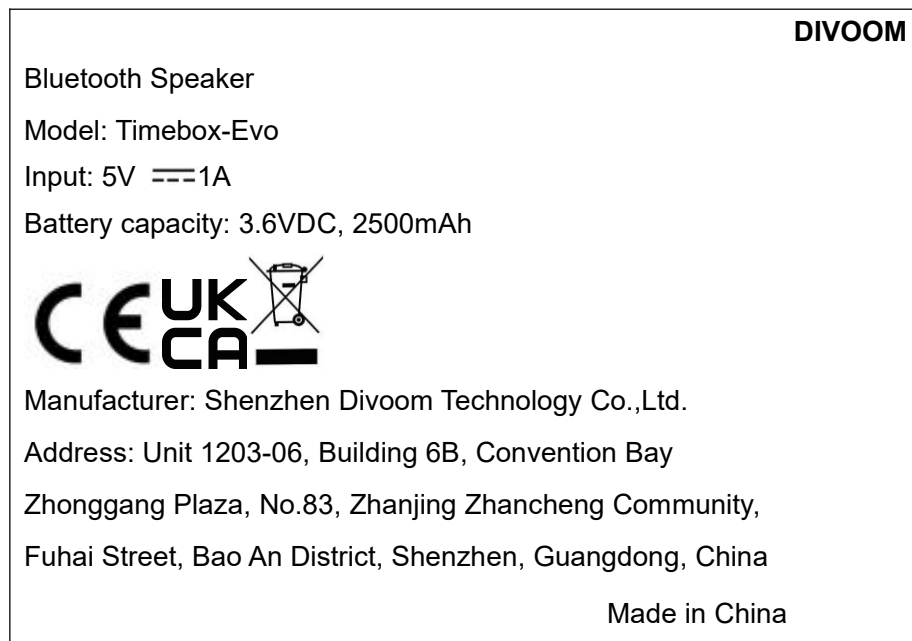 DIVOOM
Bluetooth Speaker
Model: Timebox-Evo
Input: 5V ⎓1A
Battery capacity: 3.6VDC, 2500mAh
CE UK
CA
Manufacturer: Shenzhen Divoom Technology Co.,Ltd.
Address: Unit 1203-06, Building 6B, Convention Bay
Zhonggang Plaza, No.83, Zhanjing Zhancheng Community,
Fuhai Street, Bao An District, Shenzhen, Guangdong, China
Made in China